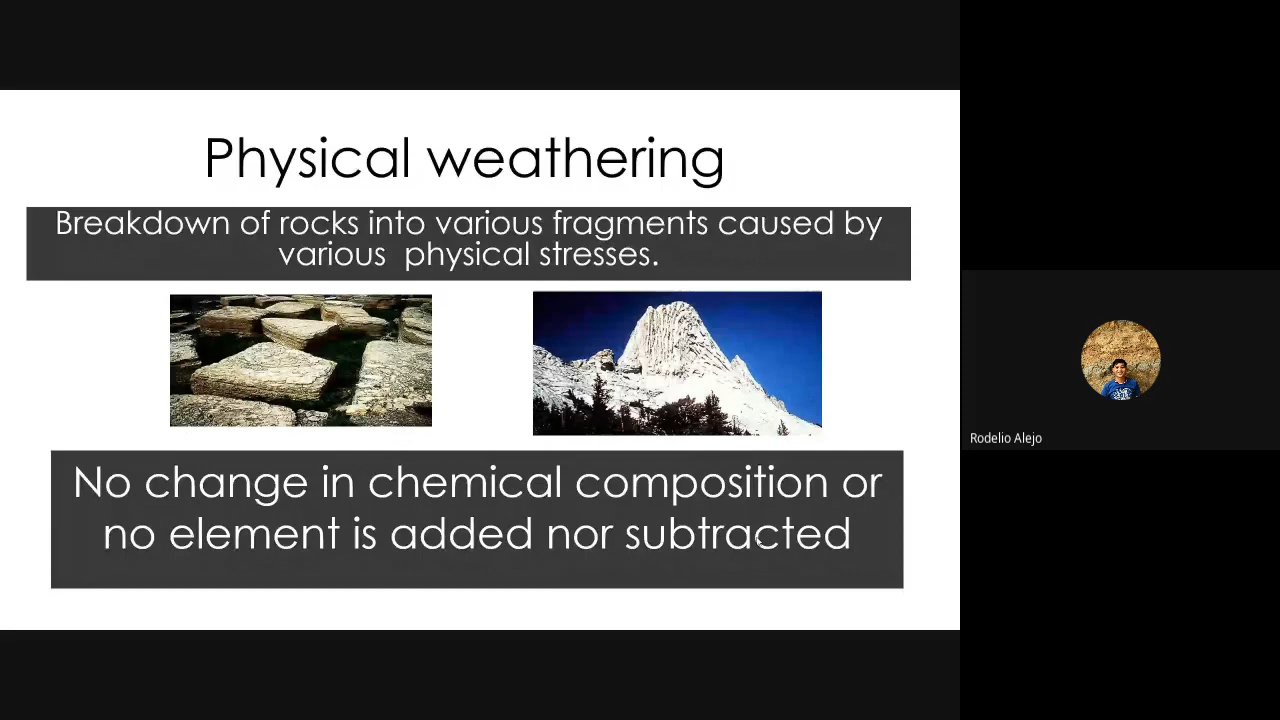 Physical weathering
Breakdown of rocks into various fragments caused by
various  physical stresses.
No change in chemical composition or
no element is added nor subtracted
Rodelio Alejo